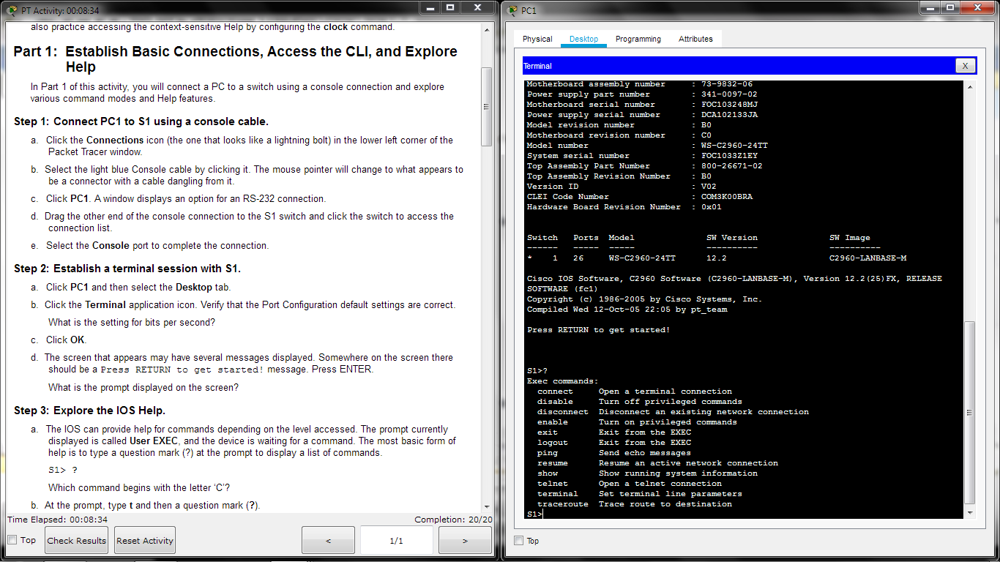 PT Activity: 00:08:34
also practice accessing the context-sensitive Help by configuring the clock command.
Part 1: Establish Basic Connections, Access the CLI, and Explore
Help
In Part 1 of this activity, you will connect a PC to a switch using a console connection and explore
various command modes and Help features.
Step 1: Connect PC1 to S1 using a console cable.
a. Click the Connections icon (the one that looks like a lightning bolt) in the lower left corner of the
Packet Tracer window.
b. Select the light blue Console cable by clicking it. The mouse pointer will change to what appears to
be a connector with a cable dangling from it.
c. Click PC1. A window displays an option for an RS-232 connection.
d. Drag the other end of the console connection to the S1 switch and click the switch to access the
connection list.
e. Select the Console port to complete the connection.
Step 2: Establish a terminal session with S1.
a. Click PC1 and then select the Desktop tab.
b. Click the Terminal application icon. Verify that the Port Configuration default settings are correct.
What is the setting for bits per second?
c. Click OK.
d. The screen that appears may have several messages displayed. Somewhere on the screen there
should be a Press RETURN to get started! message. Press ENTER.
What is the prompt displayed on the screen?
Step 3: Explore the IOS Help.
a. The IOS can provide help for commands depending on the level accessed. The prompt currently
displayed is called User EXEC, and the device is waiting for a command. The most basic form of
help is to type a question mark (?) at the prompt to display a list of commands.
S1> ?
Which command begins with the letter ‘C’?
b. At the prompt, type t and then a question mark (?).
Time Elapsed: 00:08:34 Completion: 20/20
Top Check Results Reset Activity < 1/1 >
PC1
Physical Desktop Programming Attributes
Terminal X
Motherboard assembly number : 73-9832-06
Power supply part number : 341-0097-02
Motherboard serial number : FOC103248MJ
Power supply serial number : DCA102133JA
Model revision number : B0
Motherboard revision number : C0
Model number : WS-C2960-24TT
System serial number : FOC1033Z1EY
Top Assembly Part Number : 800-26671-02
Top Assembly Revision Number : B0
Version ID : V02
CLEI Code Number : COM3K00BRA
Hardware Board Revision Number : 0x01
Switch Ports Model SW Version SW Image
------ ----- ----- ---------- ----------
* 1 26 WS-C2960-24TT 12.2 C2960-LANBASE-M
Cisco IOS Software, C2960 Software (C2960-LANBASE-M), Version 12.2(25)FX, RELEASE
SOFTWARE (fc1)
Copyright (c) 1986-2005 by Cisco Systems, Inc.
Compiled Wed 12-Oct-05 22:05 by pt_team
Press RETURN to get started!
S1>?
Exec commands:
connect Open a terminal connection
disable Turn off privileged commands
disconnect Disconnect an existing network connection
enable Turn on privileged commands
exit Exit from the EXEC
logout Exit from the EXEC
ping Send echo messages
resume Resume an active network connection
show Show running system information
telnet Open a telnet connection
terminal Set terminal line parameters
traceroute Trace route to destination
S1>
Top